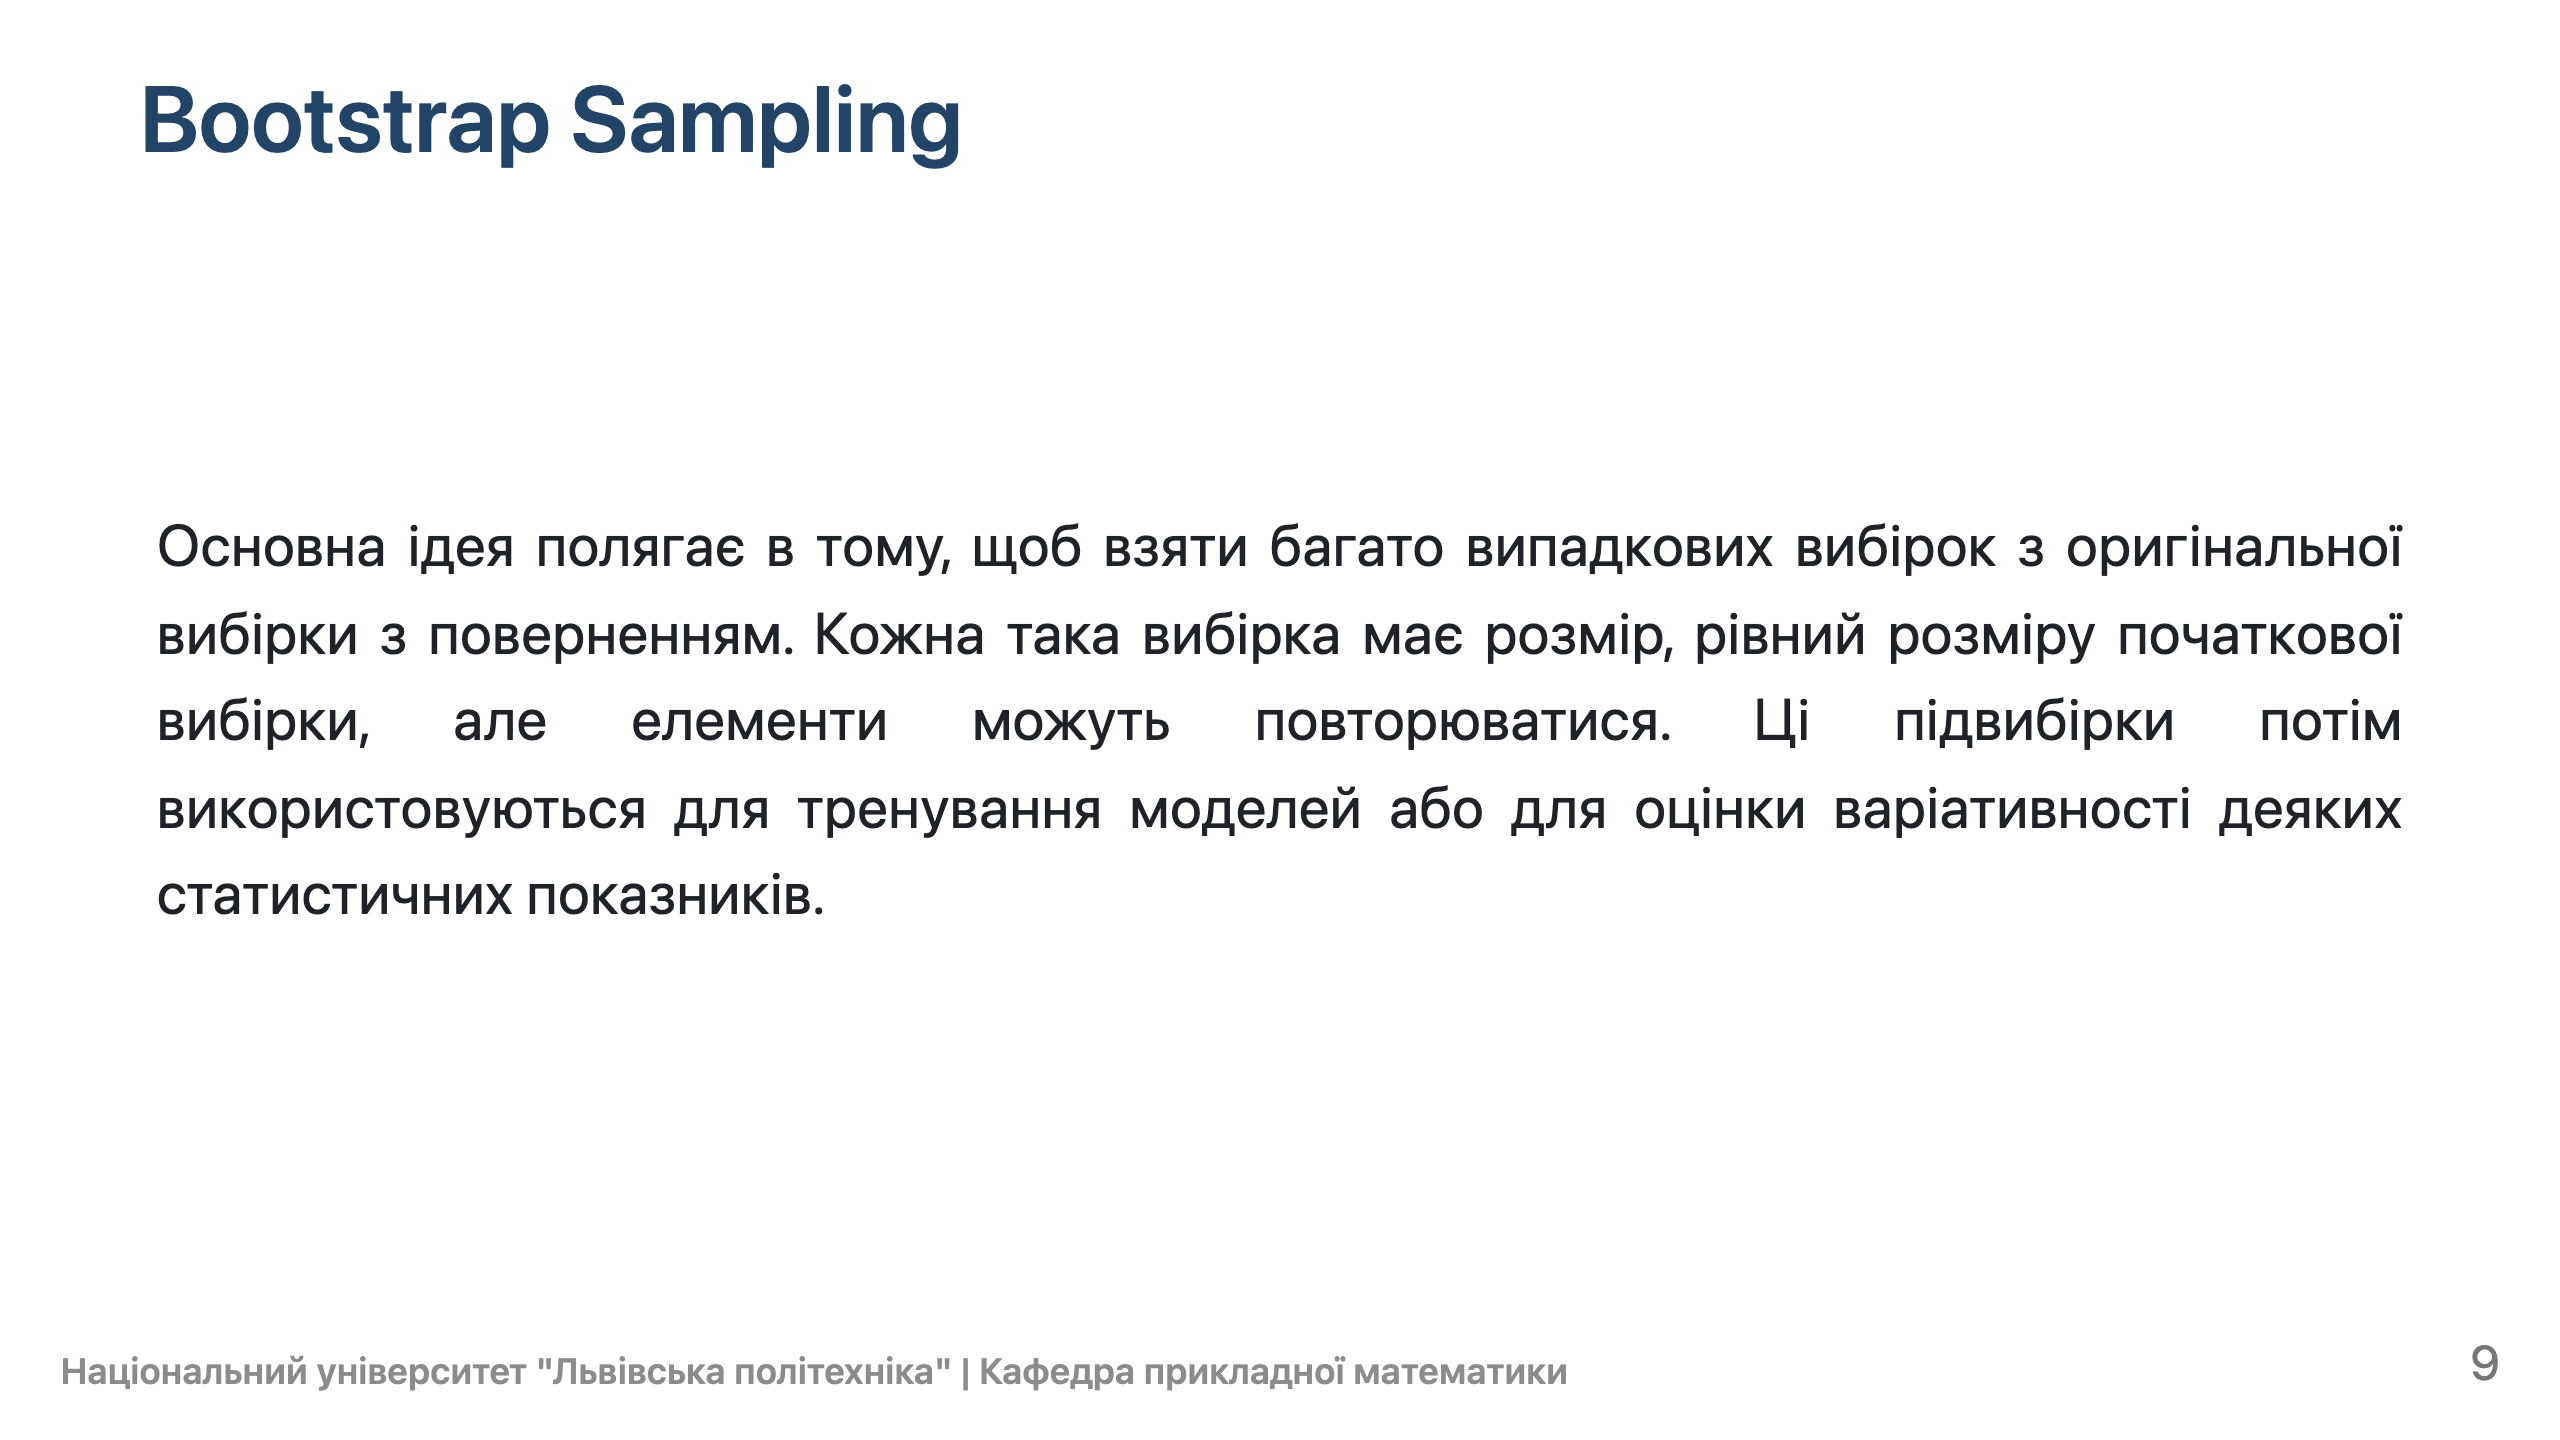 Bootstrap Sampling
Основна ідея полягає в тому, щоб взяти багато випадкових вибірок з оригінальної
вибірки з поверненням. Кожна така вибірка має розмір, рівний розміру початкової
вибірки, але елементи можуть повторюватися. Ці підвибірки потім
використовуються для тренування моделей або для оцінки варіативності деяких
статистичних показників.
Національний університет "Львівська політехніка" | Кафедра прикладної математики
9